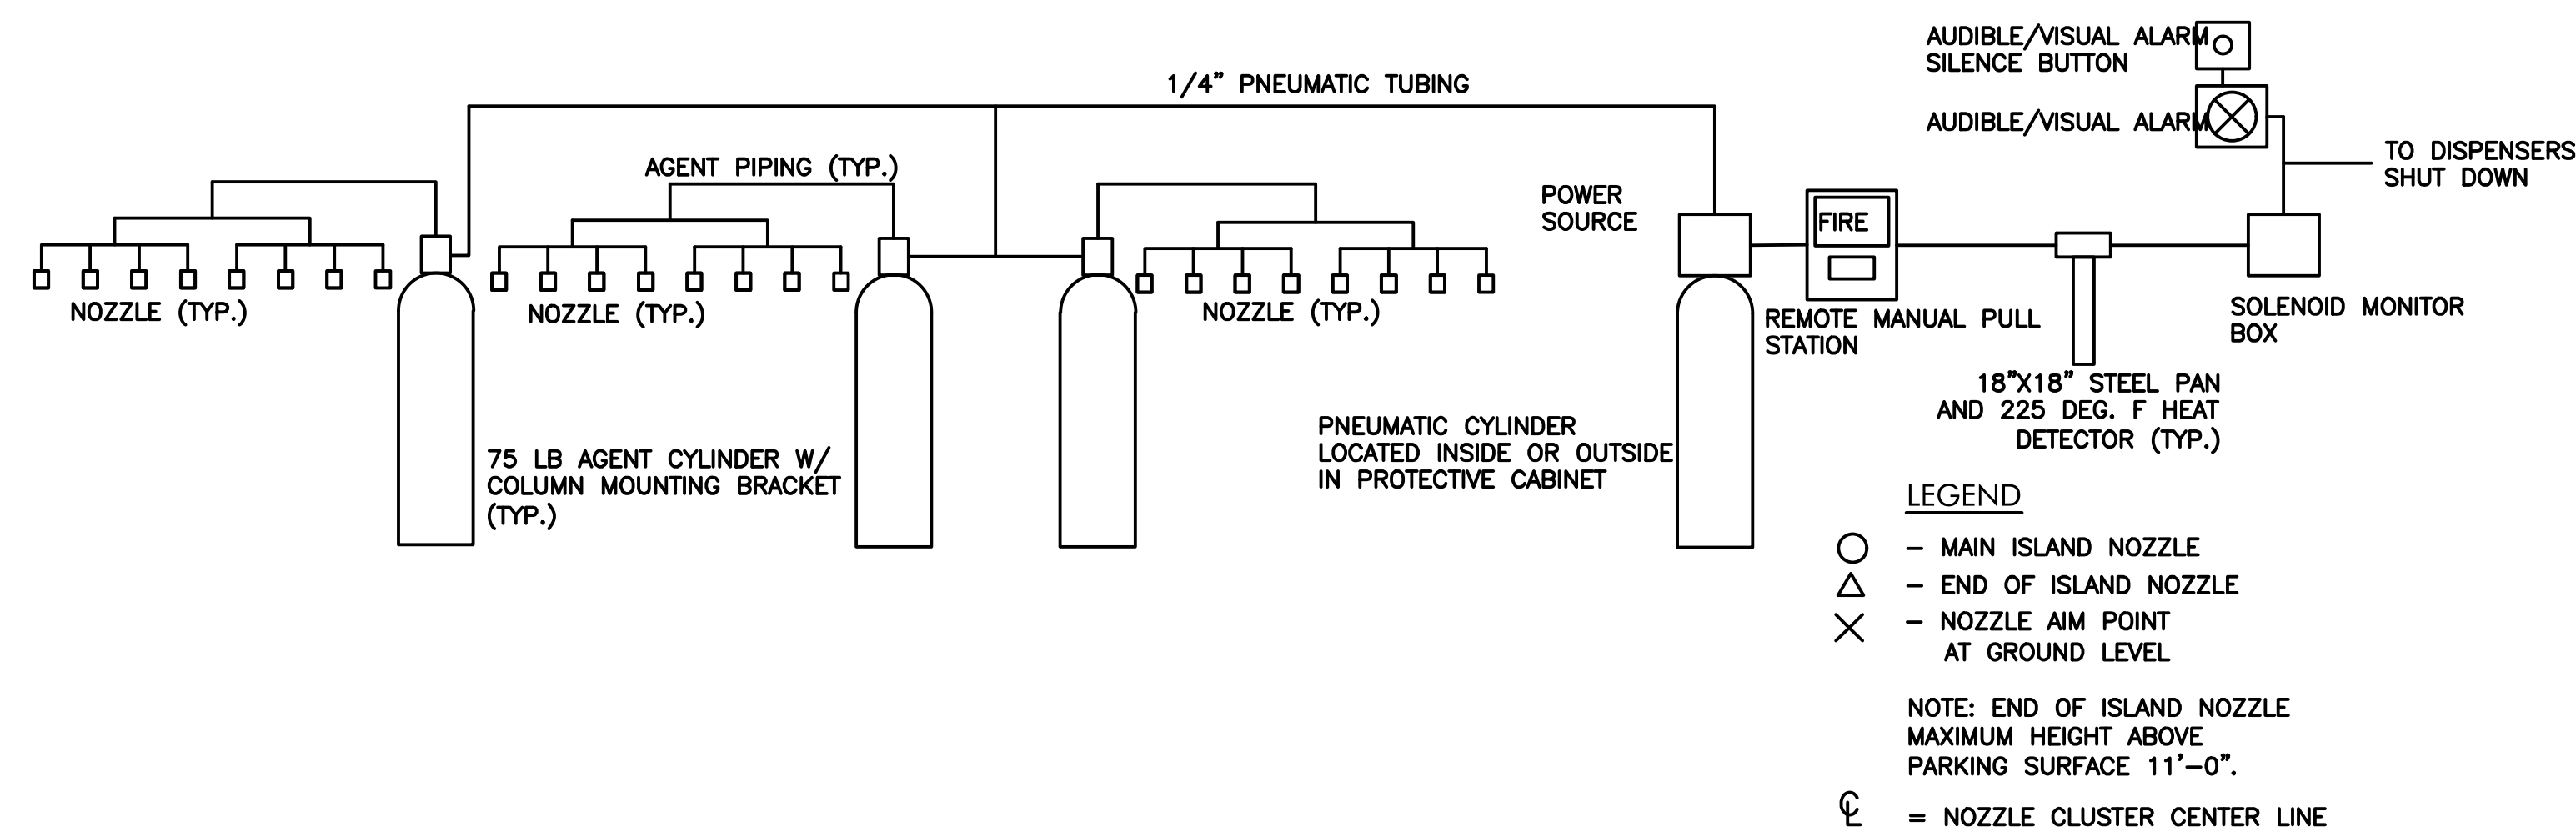 AUDIBLE/VISUAL ALARM
SILENCE BUTTON
1/4" PNEUMATIC TUBING
AUDIBLE/VISUAL ALARM
TO DISPENSERS
SHUT DOWN
AGENT PIPING (TYP.)
POWER
SOURCE
FIRE
NOZZLE (TYP.)
NOZZLE (TYP.)
NOZZLE (TYP.)
REMOTE MANUAL PULL
STATION
SOLENOID MONITOR
BOX
18"X18" STEEL PAN
AND 225 DEG. F HEAT
DETECTOR (TYP.)
75 LB AGENT CYLINDER W/
COLUMN MOUNTING BRACKET
(TYP.)
PNEUMATIC CYLINDER
LOCATED INSIDE OR OUTSIDE
IN PROTECTIVE CABINET
LEGEND
- MAIN ISLAND NOZZLE
- END OF ISLAND NOZZLE
- NOZZLE AIM POINT
AT GROUND LEVEL
NOTE: END OF ISLAND NOZZLE
MAXIMUM HEIGHT ABOVE
PARKING SURFACE 11'-0".
℄ = NOZZLE CLUSTER CENTER LINE